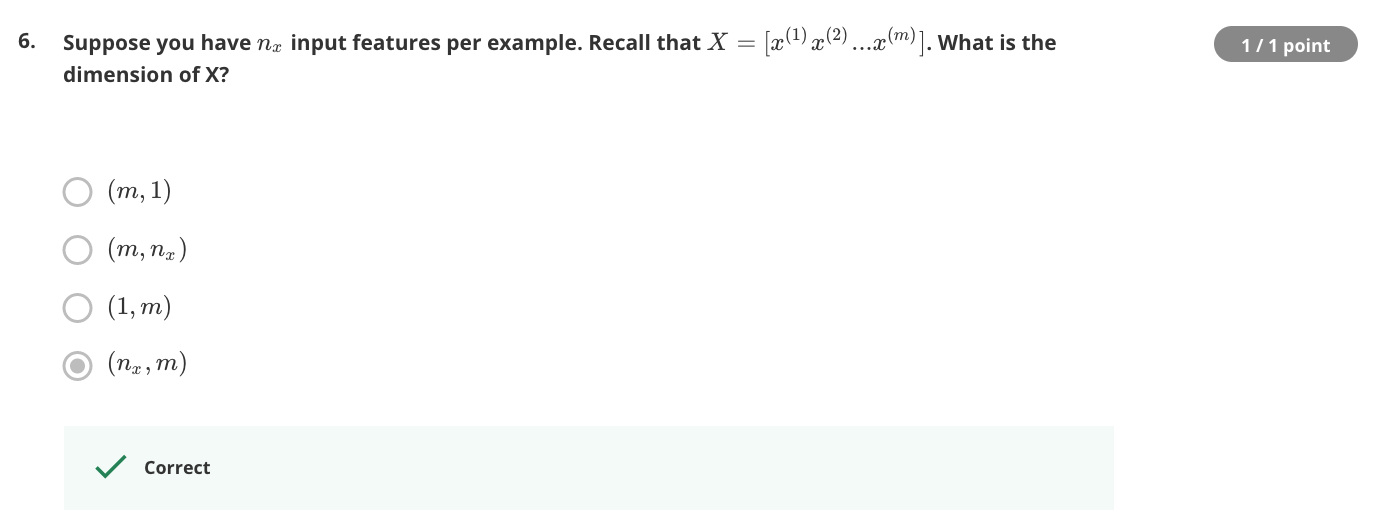 6. Suppose you have $n_x$ input features per example. Recall that $X = [x^{(1)} x^{(2)} ... x^{(m)}]$. What is the
1 / 1 point
dimension of X?
$(m, 1)$
$(m, n_x)$
$(1, m)$
$(n_x, m)$
Correct